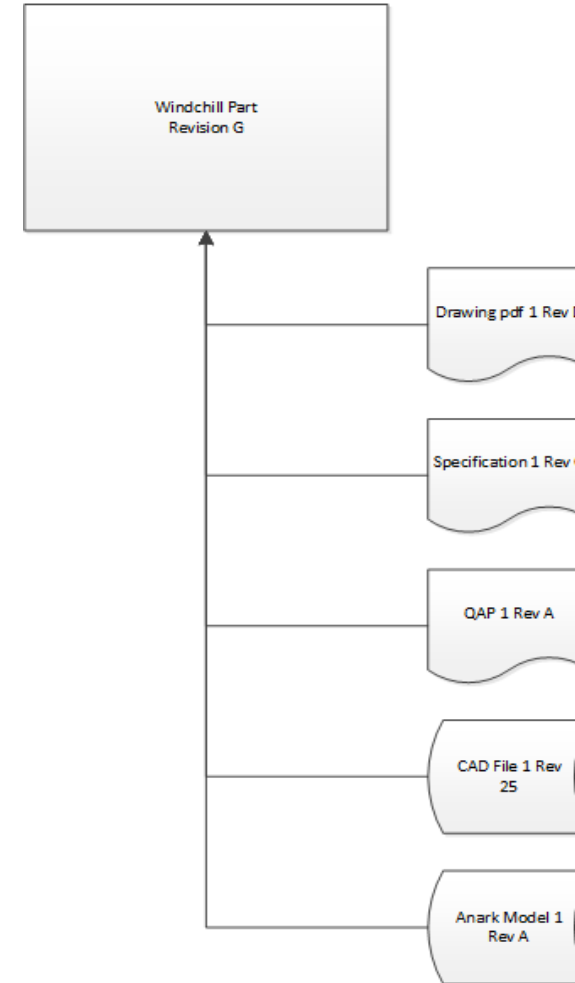 Windchill Part
Revision G
Drawing pdf 1 Rev
Specification 1 Rev
QAP 1 Rev A
CAD File 1 Rev
25
Anark Model 1
Rev A